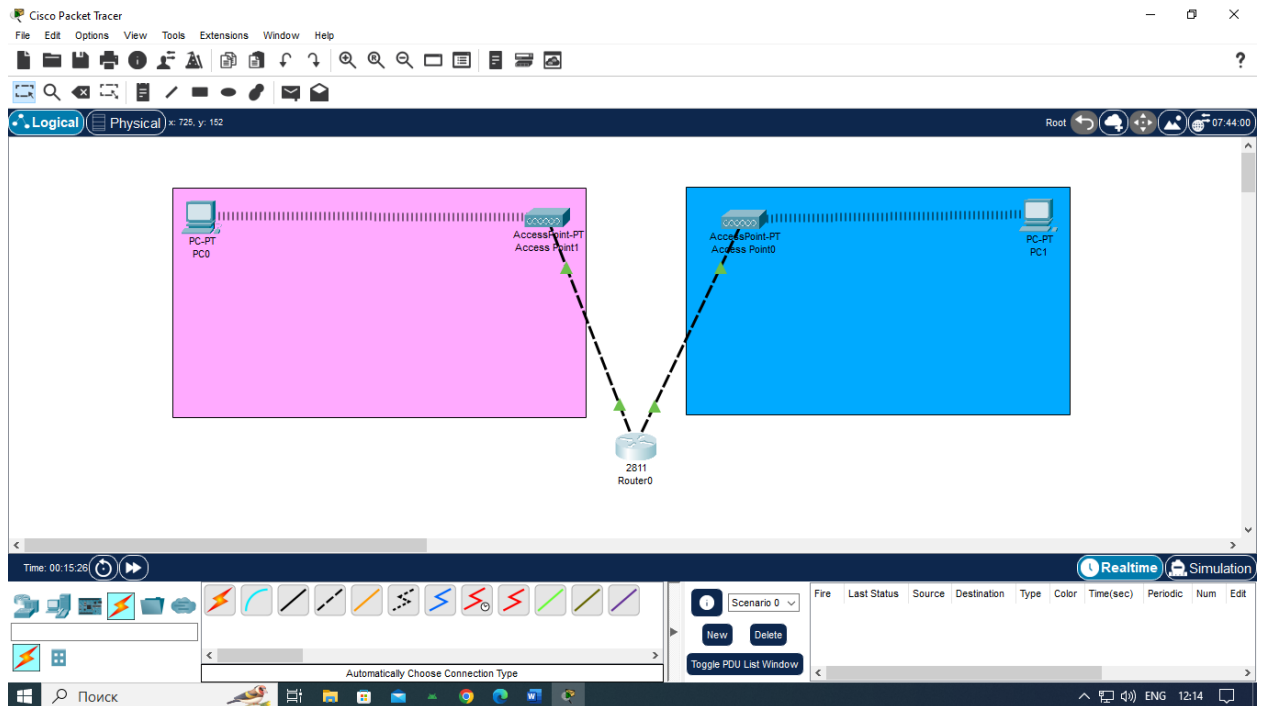 Cisco Packet Tracer
File Edit Options View Tools Extensions Window Help
?
Logical Physical x: 725, y: 152 Root 07:44:00
PC-PT
PC0
AccessPoint-PT
Access Point1
AccessPoint-PT
Access Point0
PC-PT
PC1
2811
Router0
Time: 00:15:26 Realtime Simulation
Scenario 0
New Delete
Toggle PDU List Window
Fire Last Status Source Destination Type Color Time(sec) Periodic Num Edit
Automatically Choose Connection Type
Поиск ENG 12:14